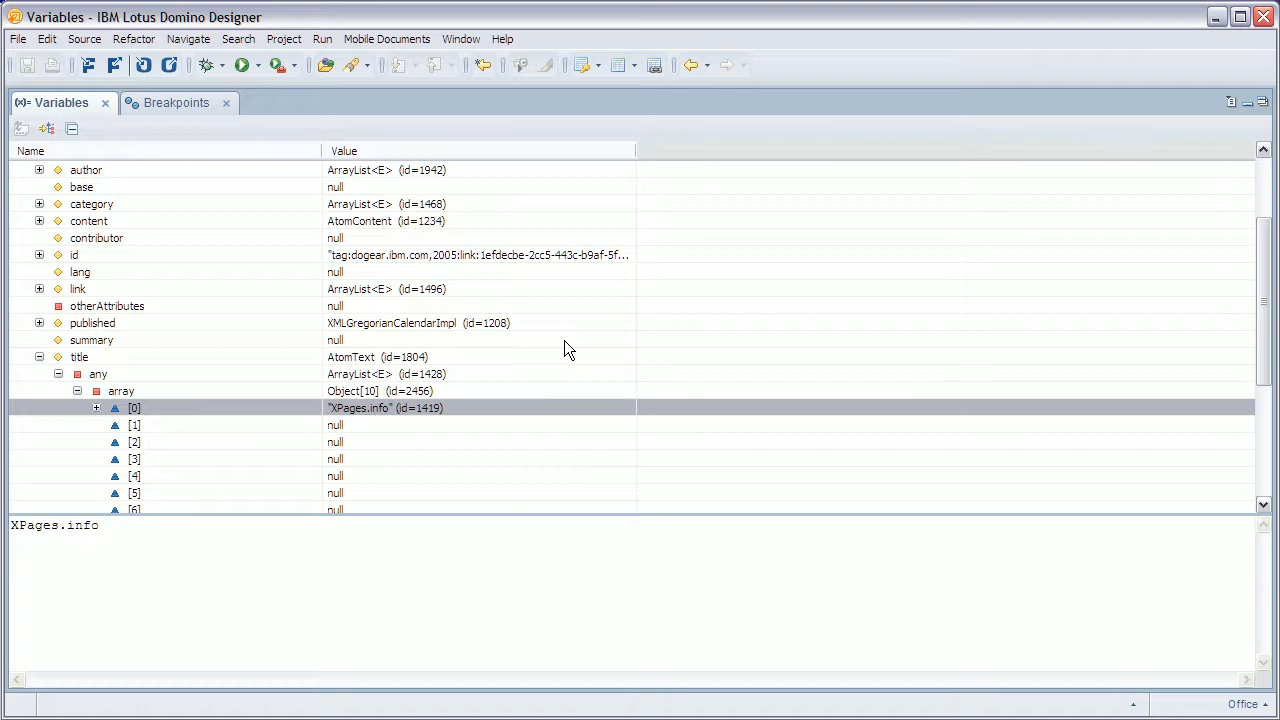 Variables - IBM Lotus Domino Designer
File Edit Source Refactor Navigate Search Project Run Mobile Documents Window Help
(x)= Variables Breakpoints
Name Value
author ArrayList<E> (id=1942)
base null
category ArrayList<E> (id=1468)
content AtomContent (id=1234)
contributor null
id "tag:dogear.ibm.com,2005:link:1efdecbe-2cc5-443c-b9af-5f...
lang null
link ArrayList<E> (id=1496)
otherAttributes null
published XMLGregorianCalendarImpl (id=1208)
summary null
title AtomText (id=1804)
any ArrayList<E> (id=1428)
array Object[10] (id=2456)
[0] "XPages.info" (id=1419)
[1] null
[2] null
[3] null
[4] null
[5] null
[6] null
XPages.info
Office